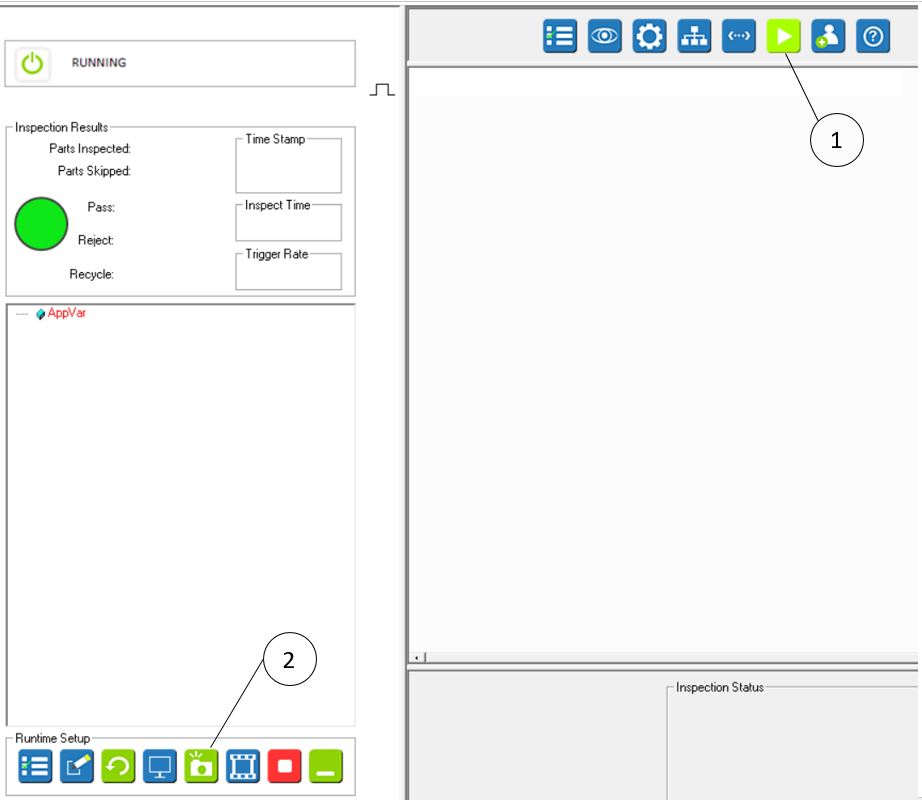 RUNNING
1
Inspection Results
Parts Inspected:
Time Stamp
Parts Skipped:
Pass:
Inspect Time
Reject:
Trigger Rate
Recycle:
AppVar
2
Inspection Status
Runtime Setup